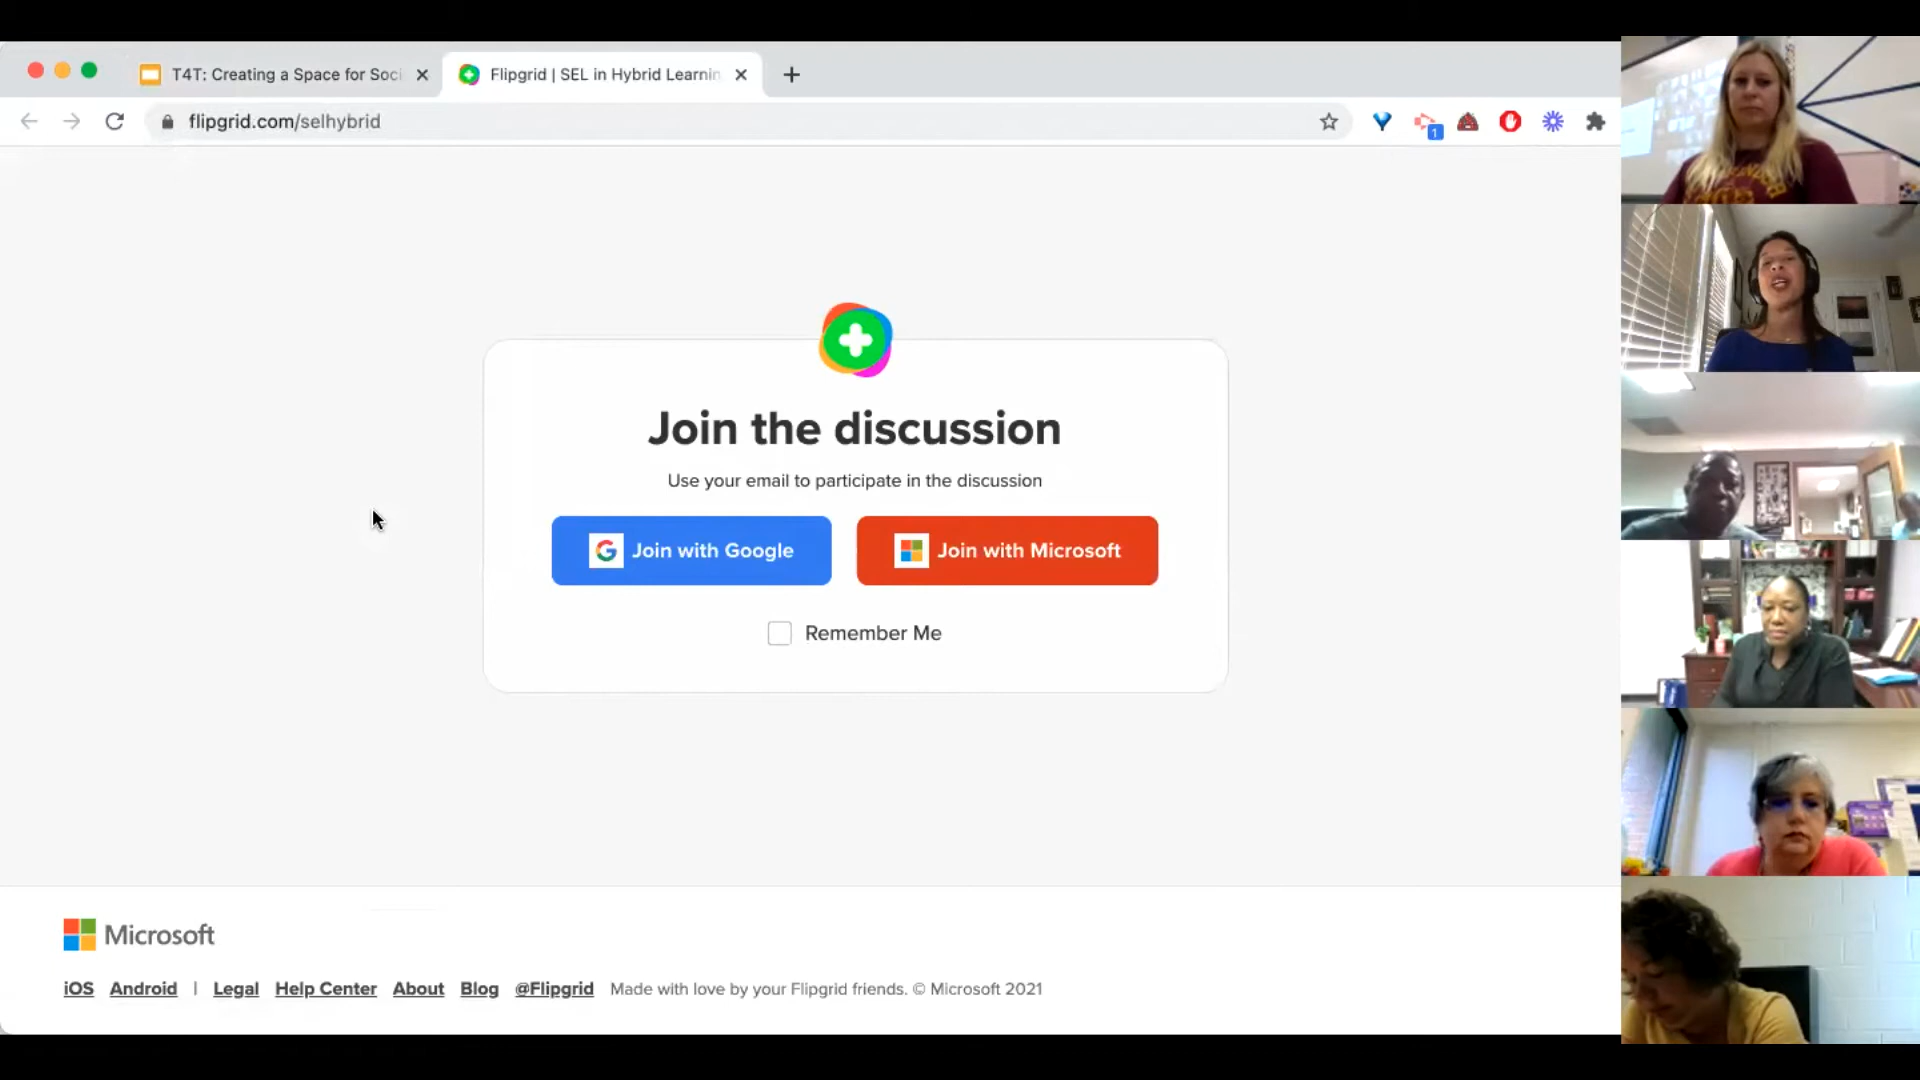 T4T: Creating a Space for Soci
Flipgrid | SEL in Hybrid Learnin
flipgrid.com/selhybrid
1
Join the discussion
Use your email to participate in the discussion
Join with Google
Join with Microsoft
Remember Me
Microsoft
iOS Android | Legal Help Center About Blog @Flipgrid Made with love by your Flipgrid friends. © Microsoft 2021